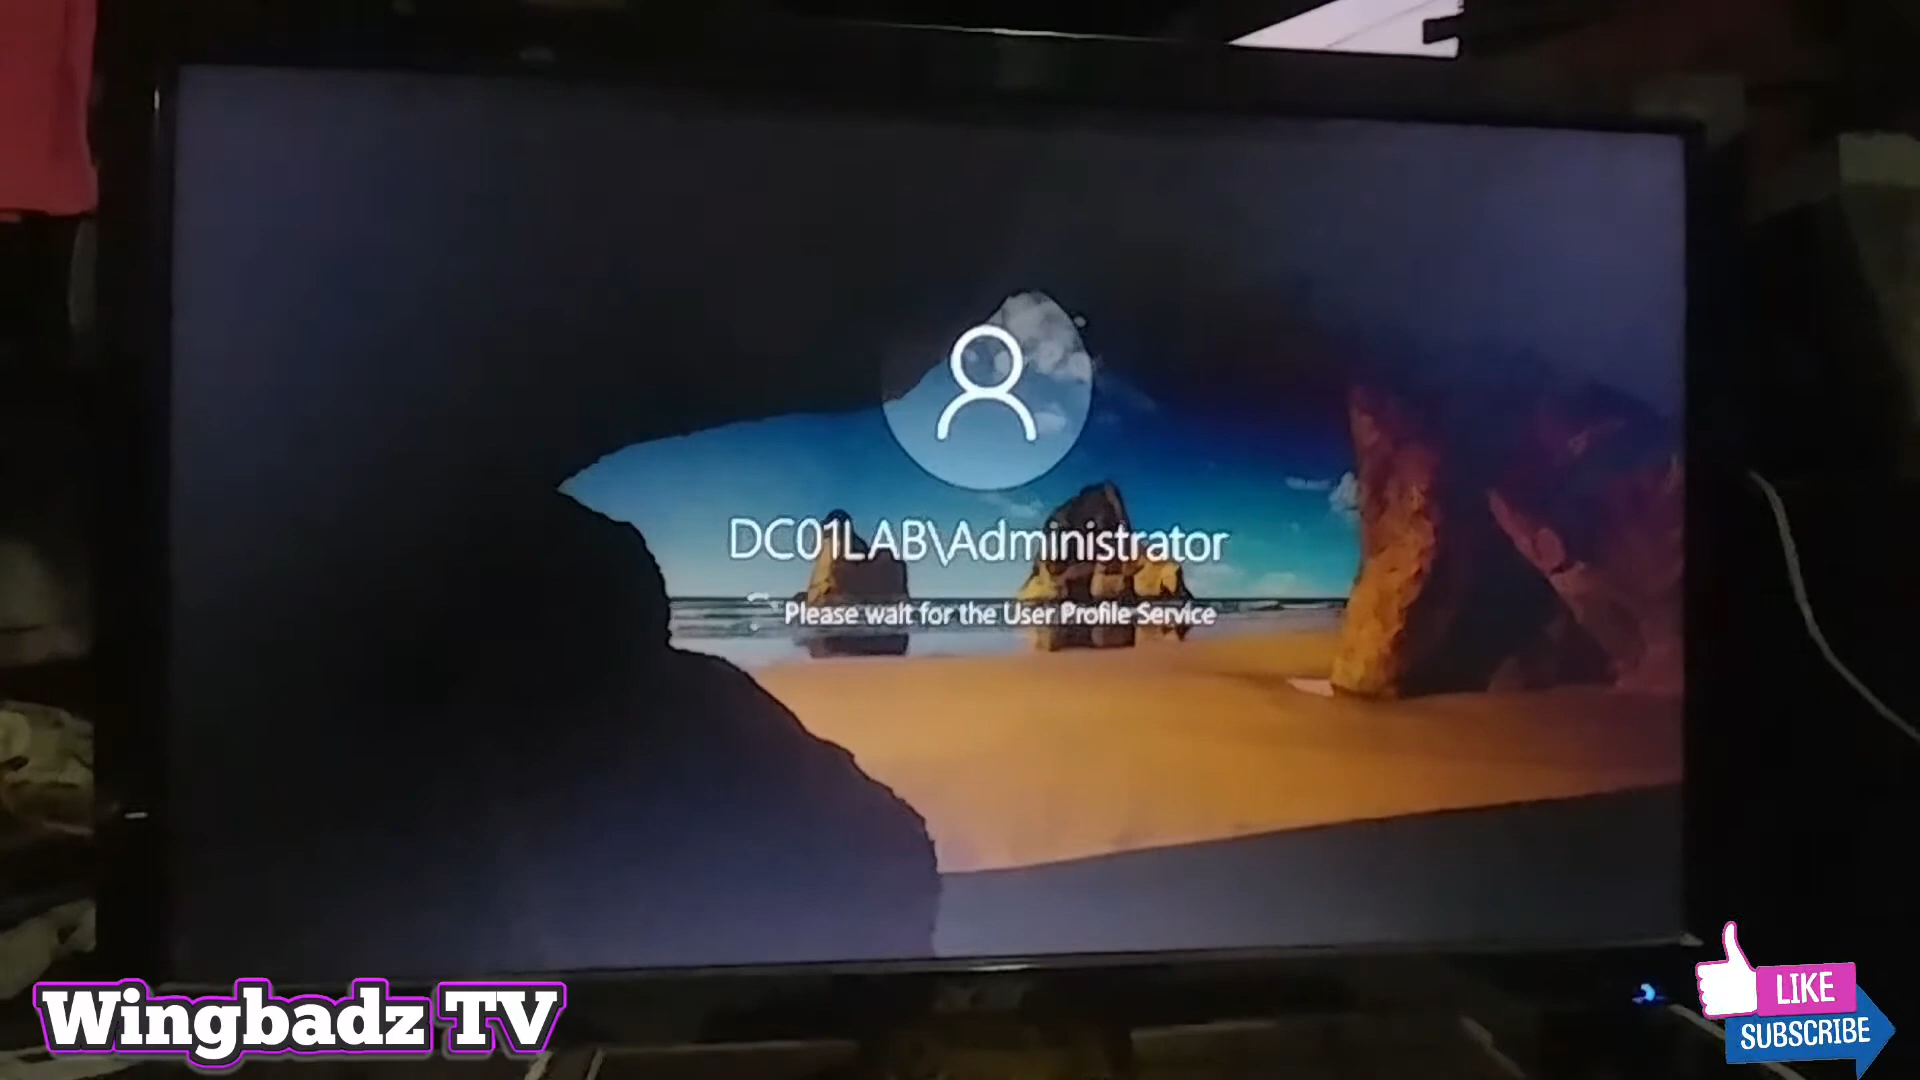 DC01LAB\Administrator
Please wait for the User Profile Service
Wingbadz TV
LIKE
SUBSCRIBE